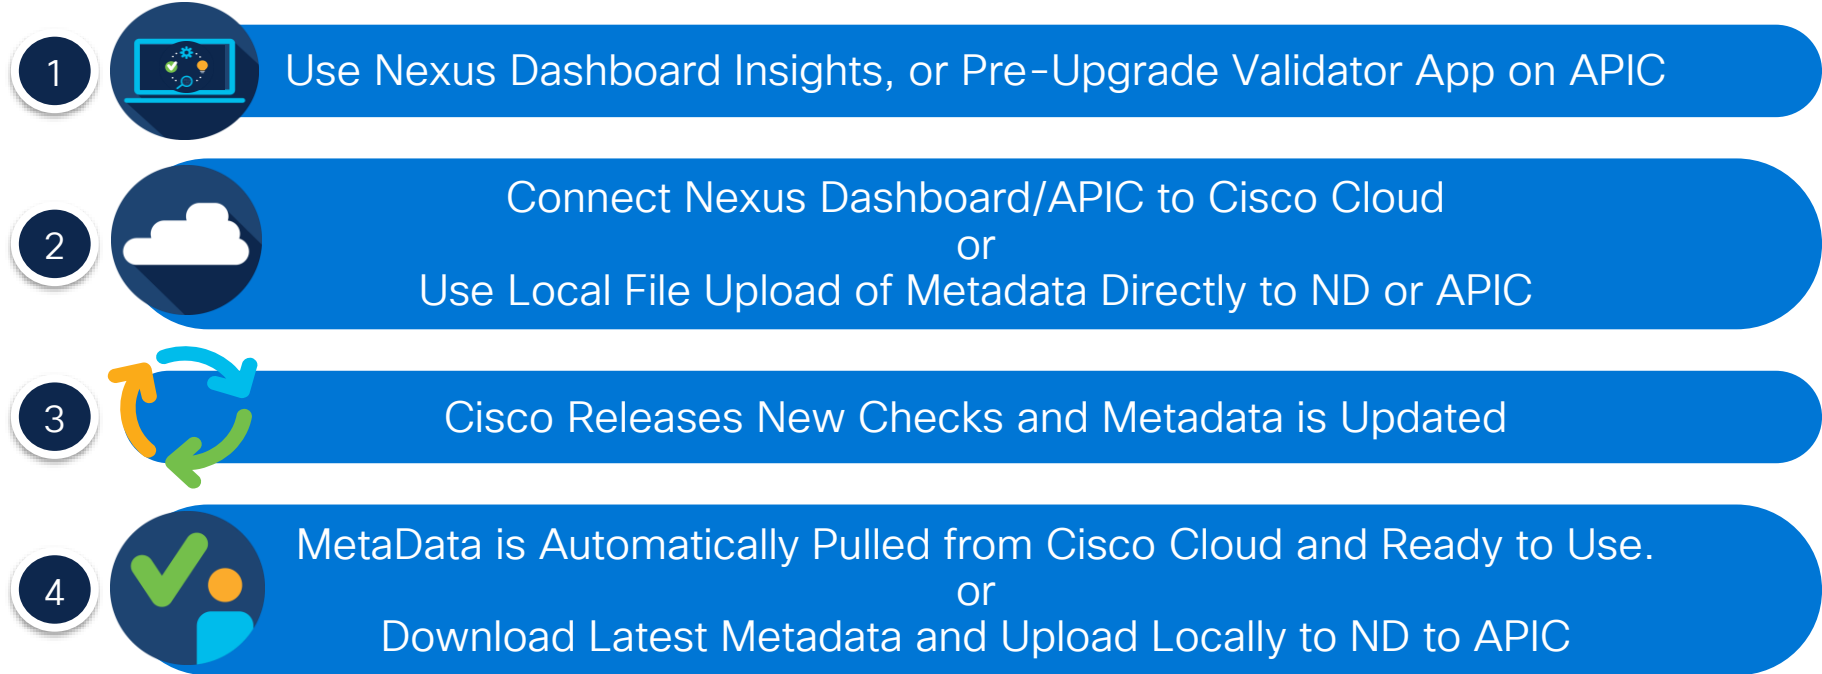 1
Use Nexus Dashboard Insights, or Pre-Upgrade Validator App on APIC
2
Connect Nexus Dashboard/APIC to Cisco Cloud
or
Use Local File Upload of Metadata Directly to ND or APIC
3
Cisco Releases New Checks and Metadata is Updated
4
MetaData is Automatically Pulled from Cisco Cloud and Ready to Use.
or
Download Latest Metadata and Upload Locally to ND to APIC